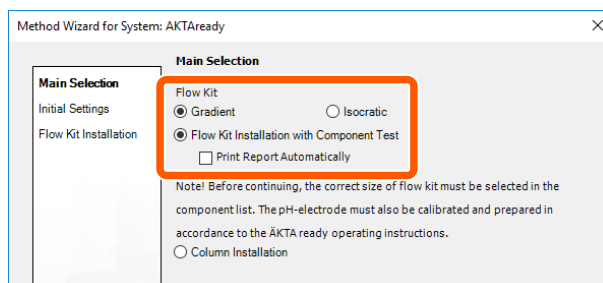 Method Wizard for System: AKTAready
Main Selection
Main Selection
Initial Settings
Flow Kit Installation
Flow Kit
Gradient
Isocratic
Flow Kit Installation with Component Test
Print Report Automatically
Note! Before continuing, the correct size of flow kit must be selected in the
component list. The pH-electrode must also be calibrated and prepared in
accordance to the ÄKTA ready operating instructions.
Column Installation